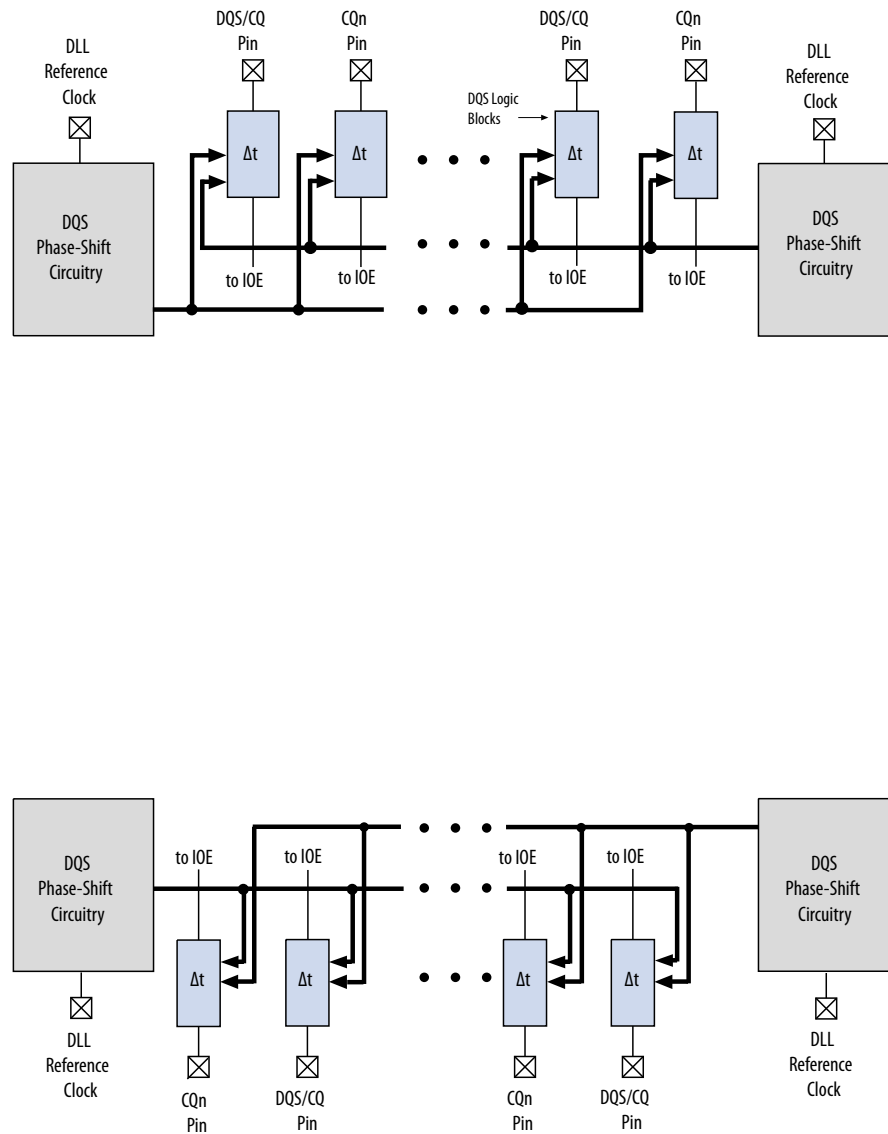 DQS/CQ
Pin
CQn
Pin
DQS/CQ
Pin
CQn
Pin
DLL
Reference
Clock
DLL
Reference
Clock
DQS Logic
Blocks
Δt
Δt
Δt
Δt
DQS
Phase-Shift
Circuitry
DQS
Phase-Shift
Circuitry
to IOE
to IOE
to IOE
to IOE
DQS
Phase-Shift
Circuitry
DQS
Phase-Shift
Circuitry
to IOE
to IOE
to IOE
to IOE
Δt
Δt
Δt
Δt
DLL
Reference
Clock
DLL
Reference
Clock
CQn
Pin
DQS/CQ
Pin
CQn
Pin
DQS/CQ
Pin